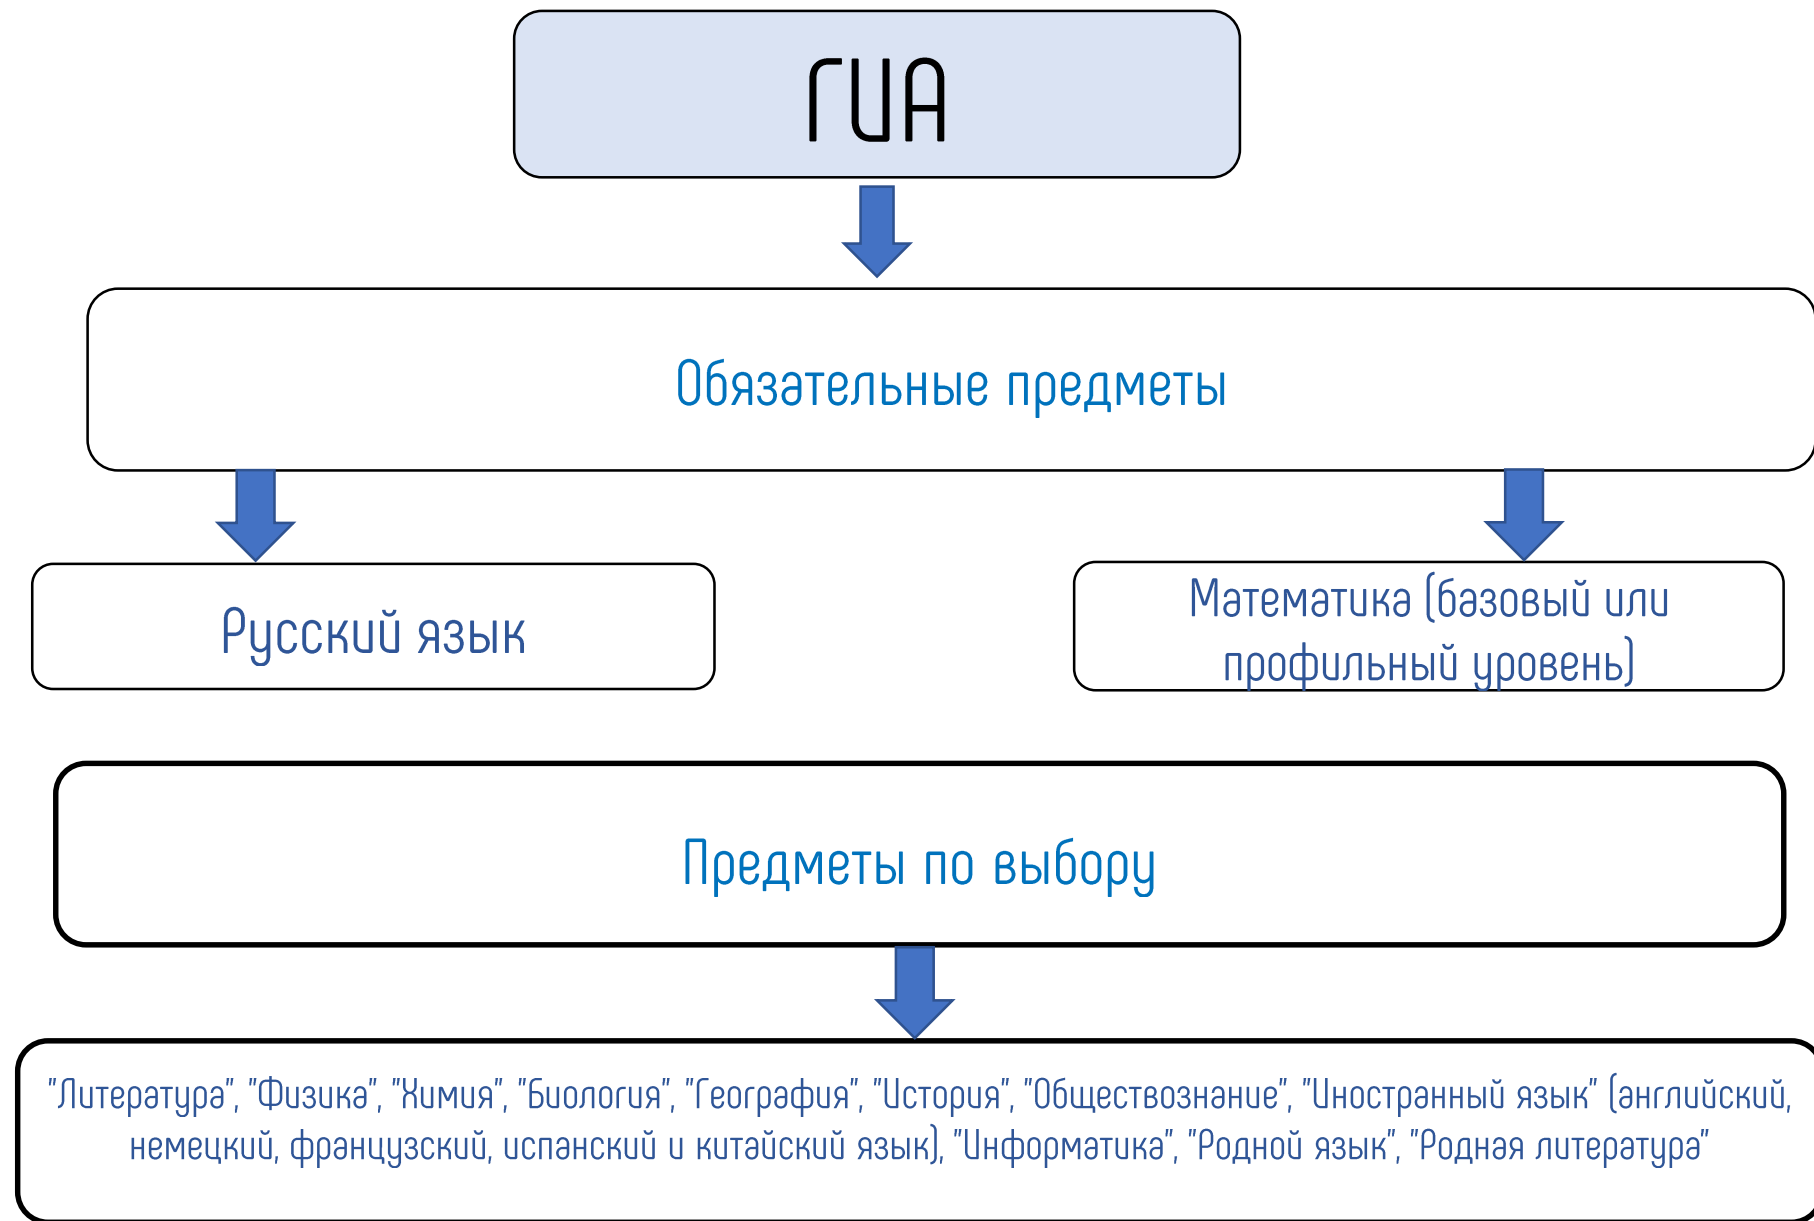 ГИА
Обязательные предметы
Русский язык
Математика (базовый или
профильный уровень)
Предметы по выбору
"Литература", "Физика", "Химия", "Биология", "География", "История", "Обществознание", "Иностранный язык" (английский,
немецкий, французский, испанский и китайский язык), "Информатика", "Родной язык", "Родная литература"